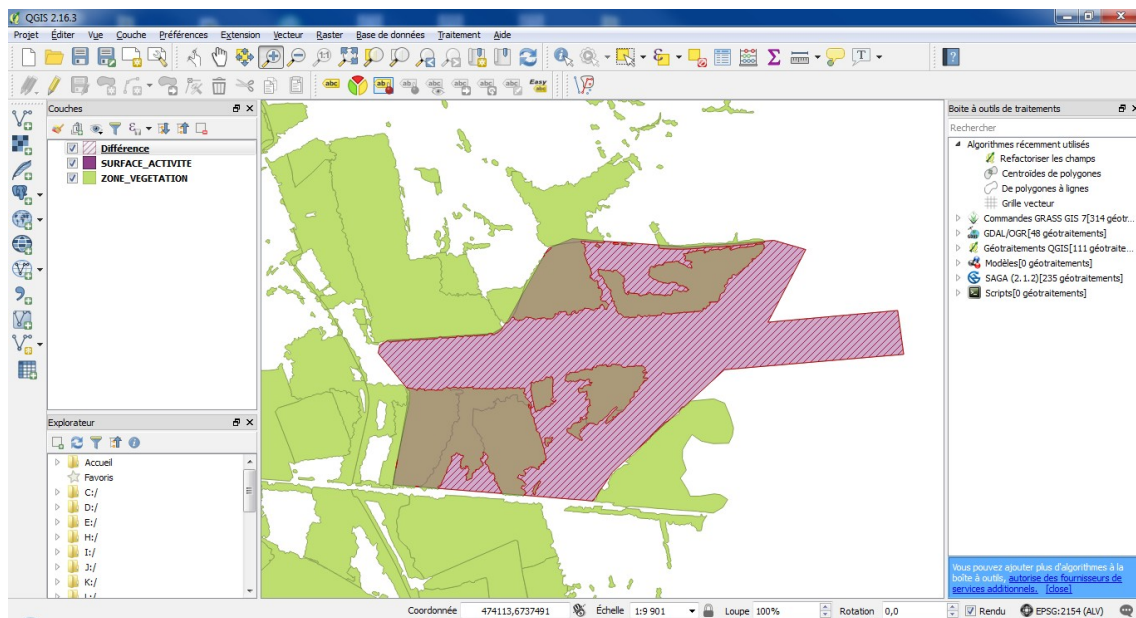 QGIS 2.16.3
Projet Éditer Vue Couche Préférences Extension Vecteur Raster Base de données Traitement Aide
abc
Couches
Différence
SURFACE_ACTIVITE
ZONE_VEGETATION
Explorateur
Accueil
Favoris
C:/
D:/
E:/
H:/
I:/
J:/
K:/
Boite à outils de traitements
Rechercher
Algorithmes récemment utilisés
Refactoriser les champs
Centroïdes de polygones
De polygones à lignes
Grille vecteur
Commandes GRASS GIS 7[314 géotr...
GDAL/OGR[48 géotraitements]
Géotraitements QGIS[111 géotraite...
Modèles[0 géotraitements]
SAGA (2.1.2)[235 géotraitements]
Scripts[0 géotraitements]
Vous pouvez ajouter plus d'algorithmes à la
boîte à outils, autorise des fournisseurs de
services additionnels. [close]
Coordonnée 474113,6737491 Échelle 1:9 901 Loupe 100% Rotation 0,0 Rendu EPSG:2154 (ALV)